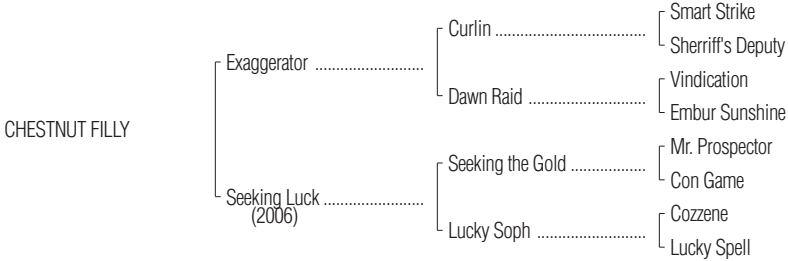 Smart Strike
Curlin ....................................
Sherriff's Deputy
Exaggerator ..........................
Vindication
Dawn Raid ............................
Embur Sunshine
CHESTNUT FILLY
Mr. Prospector
Seeking the Gold ...................
Con Game
Seeking Luck ........................
(2006)
Cozzene
Lucky Soph ..........................
Lucky Spell